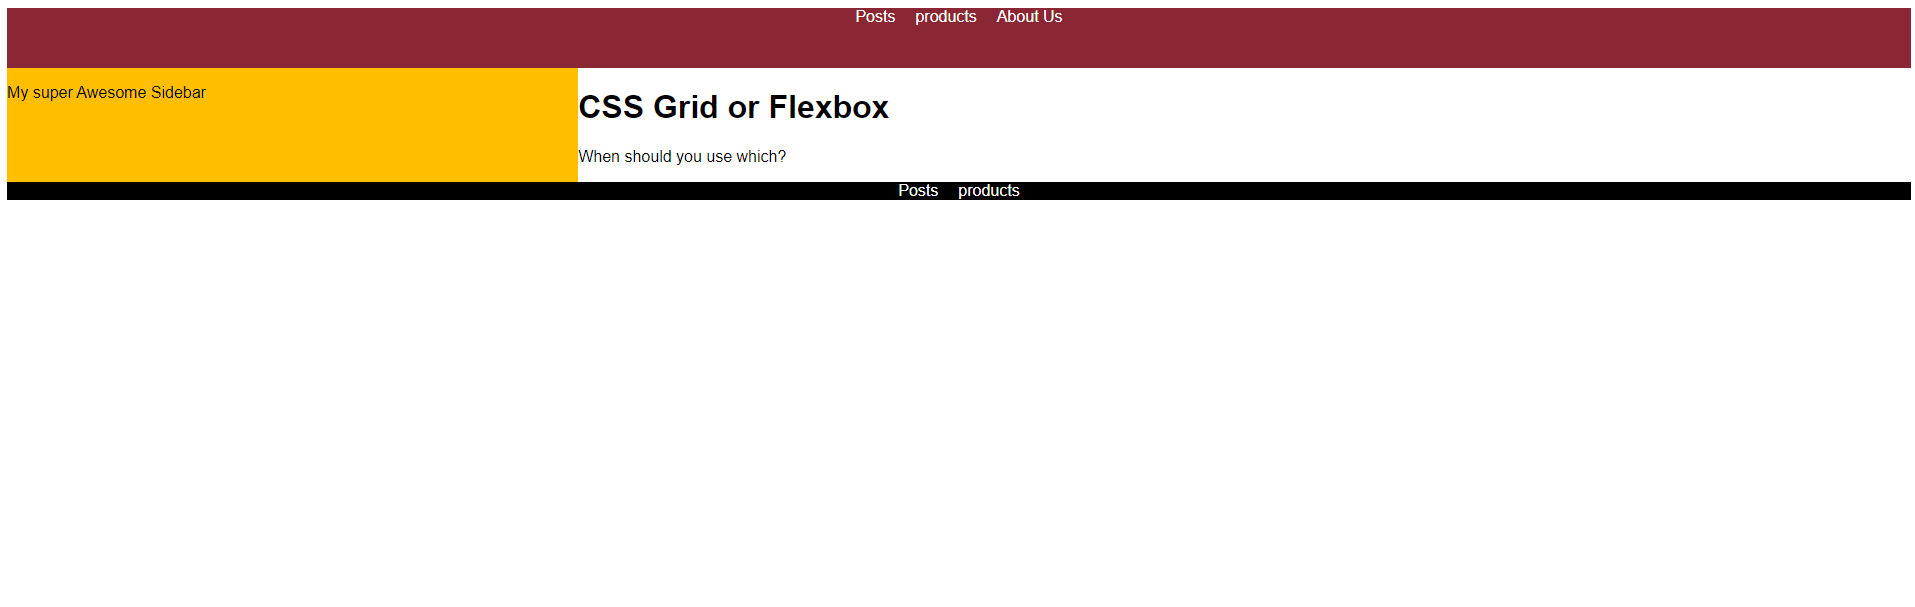 Posts products About Us
My super Awesome Sidebar
CSS Grid or Flexbox
When should you use which?
Posts products